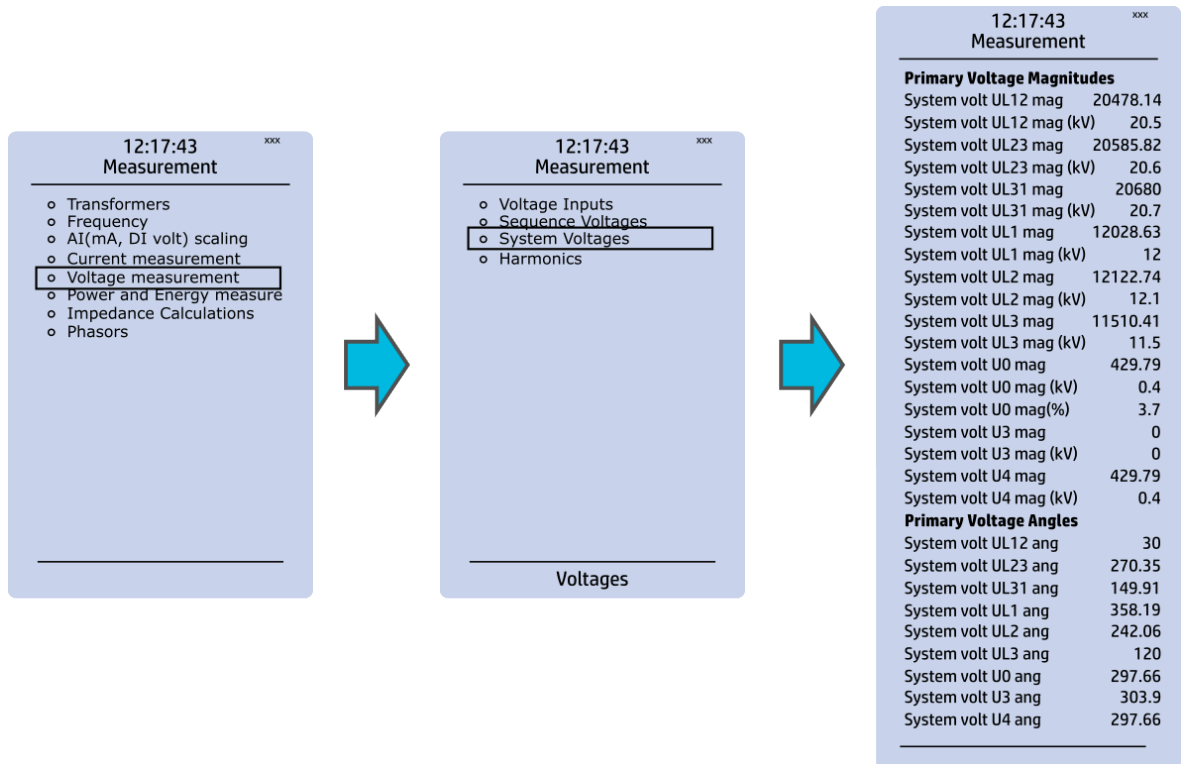 12:17:43 xxx
Measurement
Transformers
Frequency
AI(mA, DI volt) scaling
Current measurement
Voltage measurement
Power and Energy measure
Impedance Calculations
Phasors
12:17:43 xxx
Measurement
Voltage Inputs
Sequence Voltages
System Voltages
Harmonics
Voltages
12:17:43 xxx
Measurement
Primary Voltage Magnitudes
System volt UL12 mag 20478.14
System volt UL12 mag (kV) 20.5
System volt UL23 mag 20585.82
System volt UL23 mag (kV) 20.6
System volt UL31 mag 20680
System volt UL31 mag (kV) 20.7
System volt UL1 mag 12028.63
System volt UL1 mag (kV) 12
System volt UL2 mag 12122.74
System volt UL2 mag (kV) 12.1
System volt UL3 mag 11510.41
System volt UL3 mag (kV) 11.5
System volt U0 mag 429.79
System volt U0 mag (kV) 0.4
System volt U0 mag(%) 3.7
System volt U3 mag 0
System volt U3 mag (kV) 0
System volt U4 mag 429.79
System volt U4 mag (kV) 0.4
Primary Voltage Angles
System volt UL12 ang 30
System volt UL23 ang 270.35
System volt UL31 ang 149.91
System volt UL1 ang 358.19
System volt UL2 ang 242.06
System volt UL3 ang 120
System volt U0 ang 297.66
System volt U3 ang 303.9
System volt U4 ang 297.66